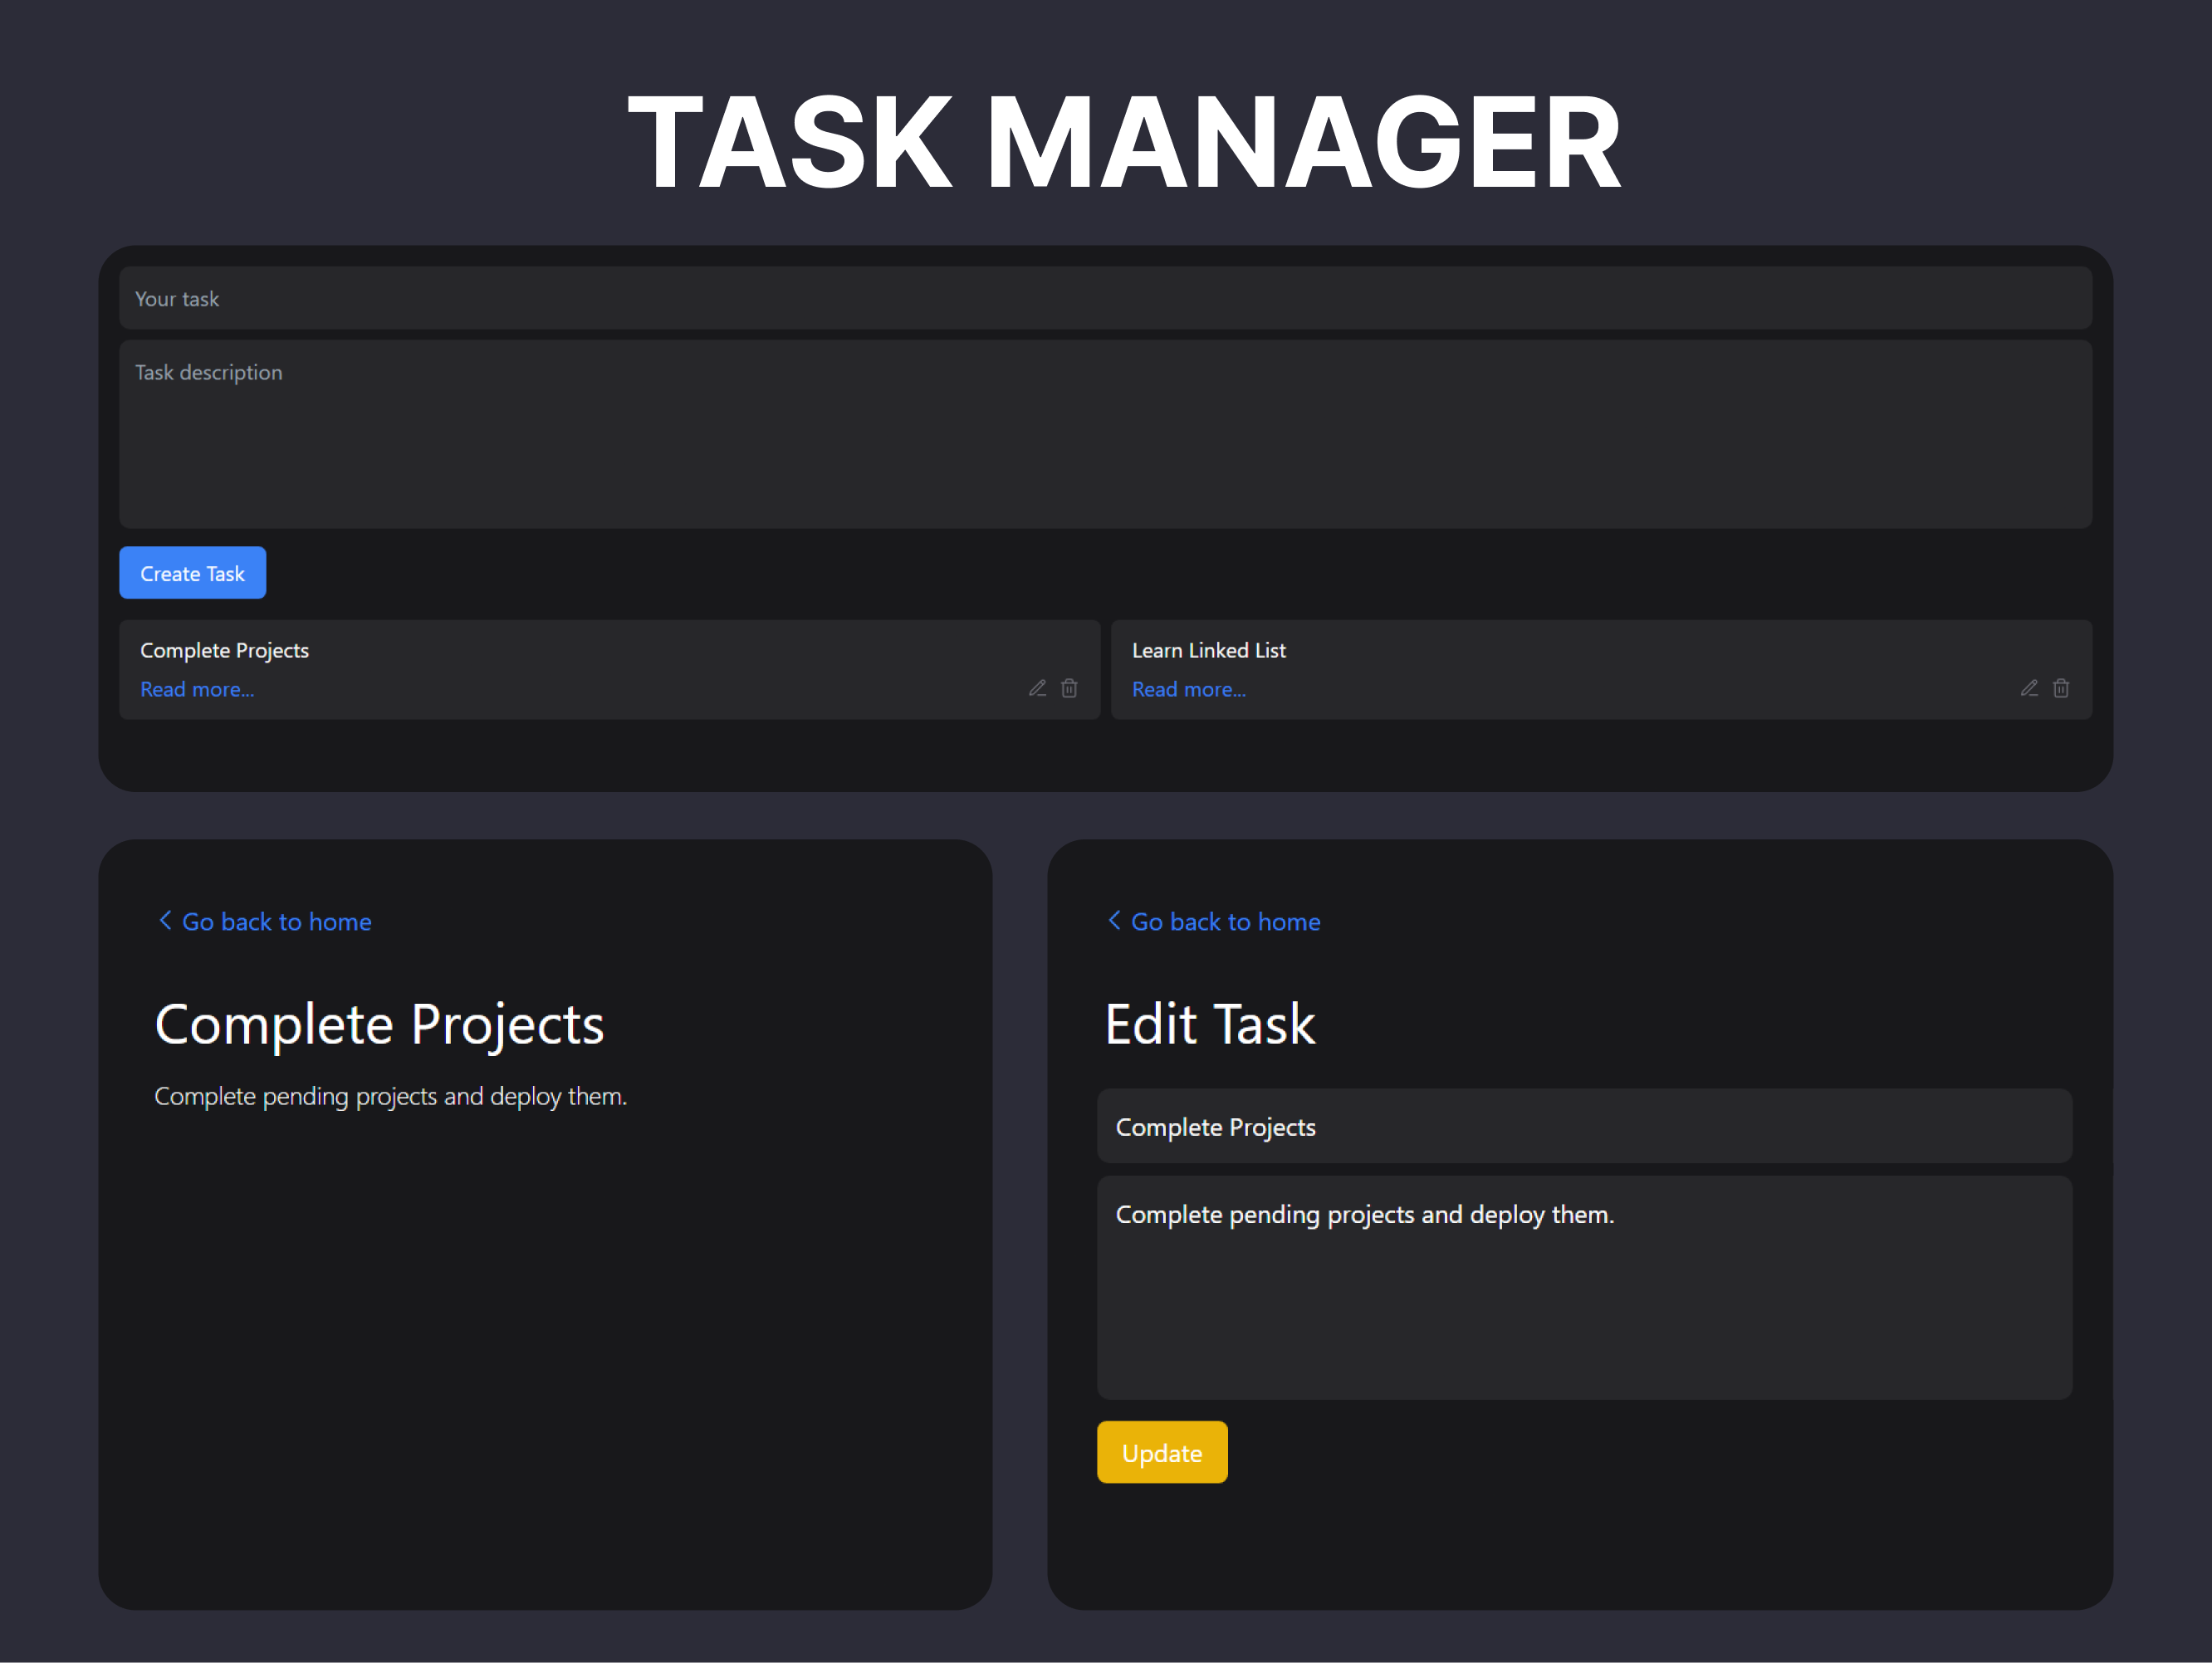 TASK MANAGER
Your task
Task description
Create Task
Complete Projects
Read more...
Learn Linked List
Read more...
Go back to home
Complete Projects
Complete pending projects and deploy them.
Go back to home
Edit Task
Complete Projects
Complete pending projects and deploy them.
Update